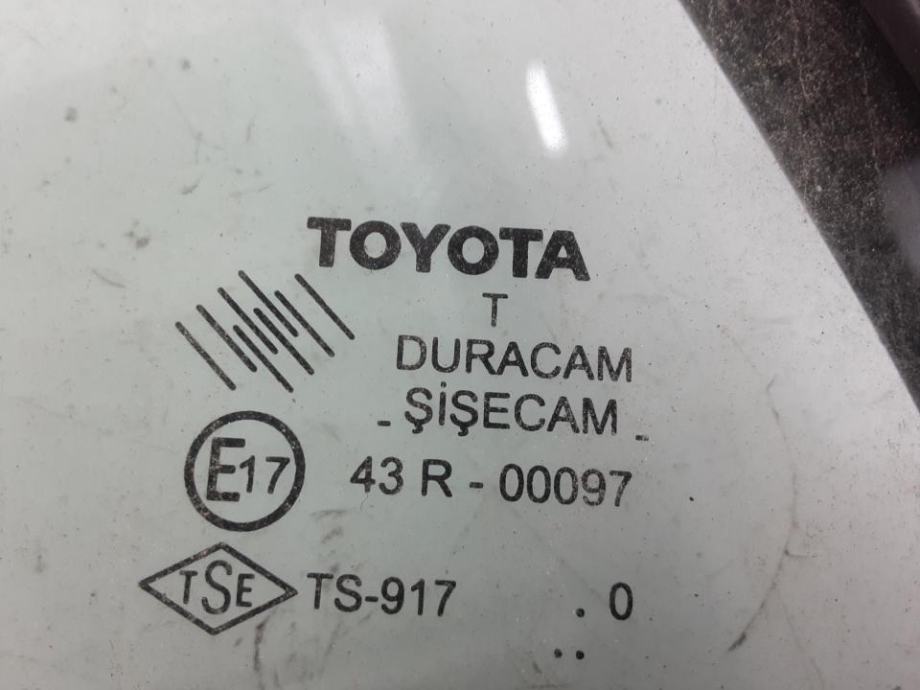 TOYOTA
T
DURACAM
- ŞİŞECAM -
E17 43 R - 00097
TSE TS-917 . 0
..